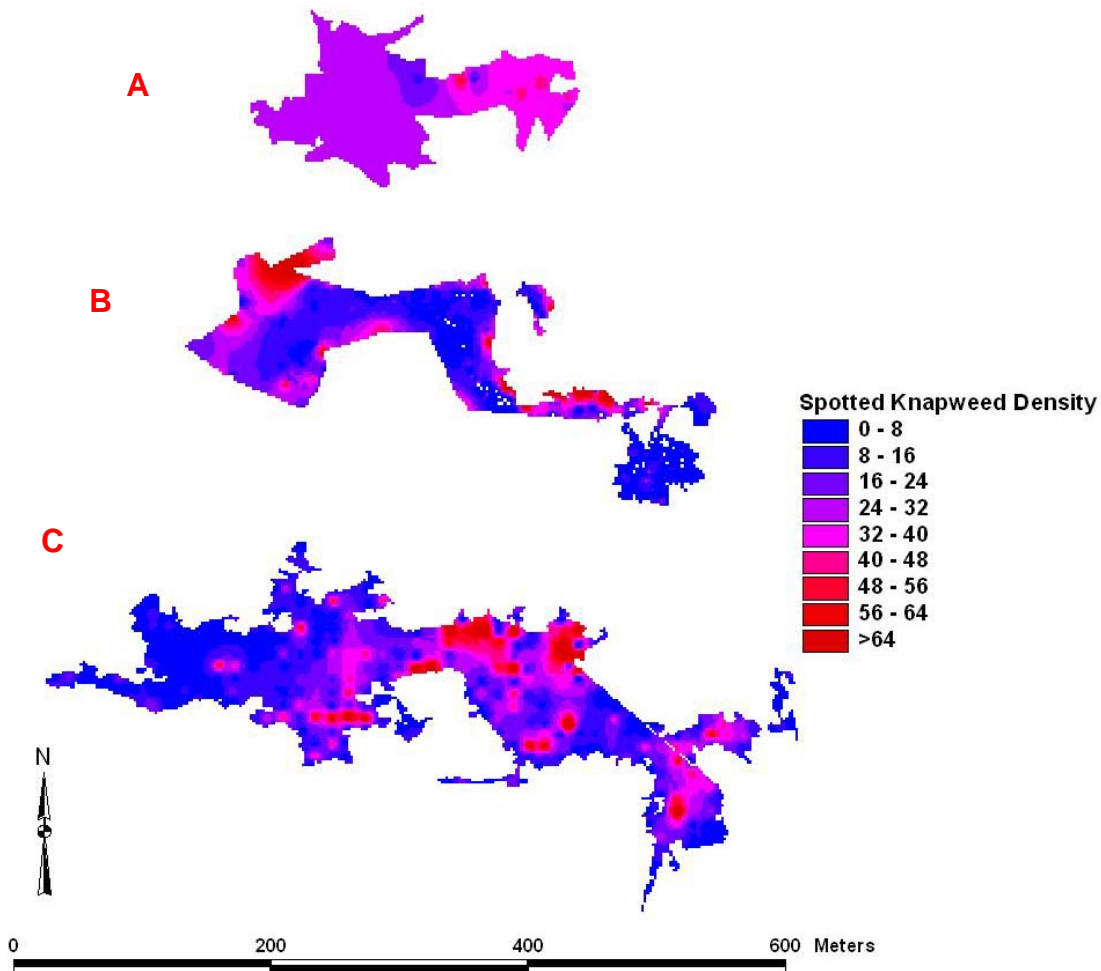 A
B
C
Spotted Knapweed Density
0 - 8
8 - 16
16 - 24
24 - 32
32 - 40
40 - 48
48 - 56
56 - 64
>64
N
0 200 400 600 Meters